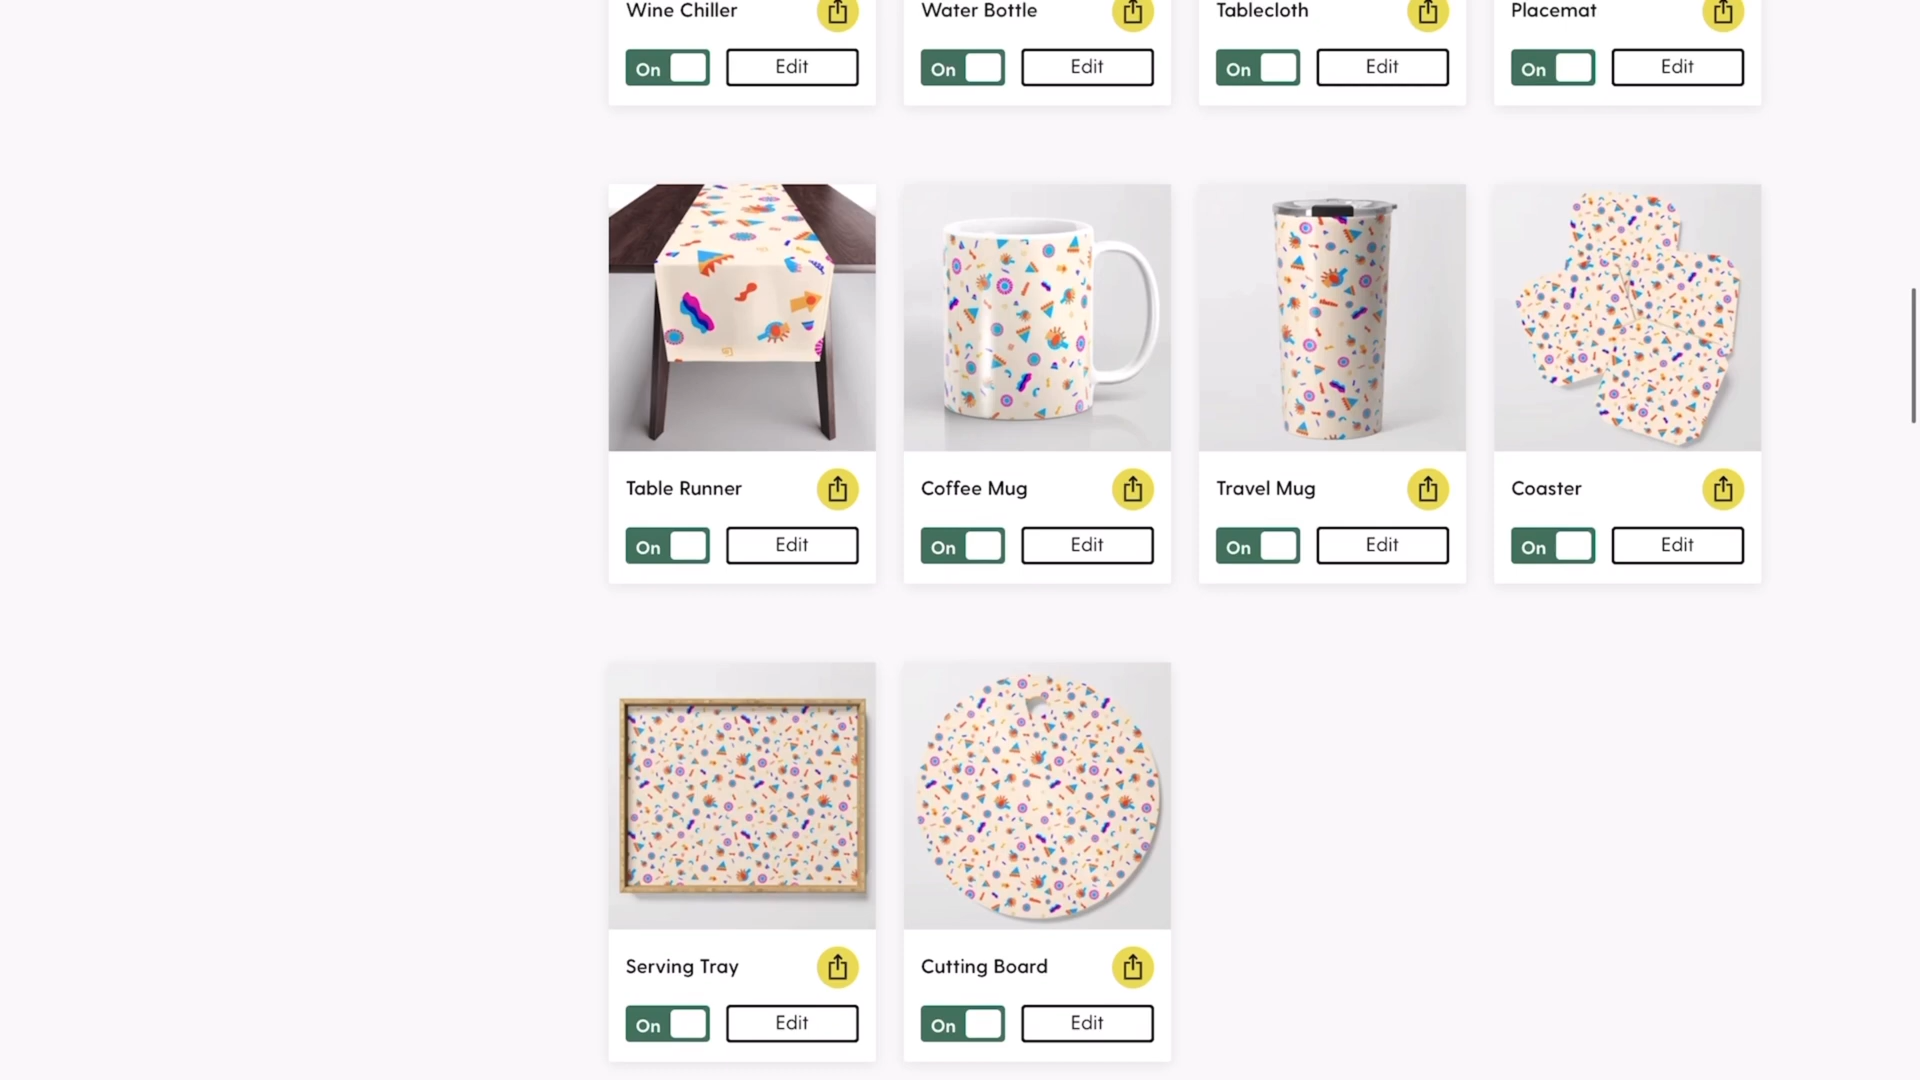 Wine Chiller
Water Bottle
Tablecloth
Placemat
On Edit
On Edit
On Edit
On Edit
Table Runner
Coffee Mug
Travel Mug
Coaster
On Edit
On Edit
On Edit
On Edit
Serving Tray
Cutting Board
On Edit
On Edit